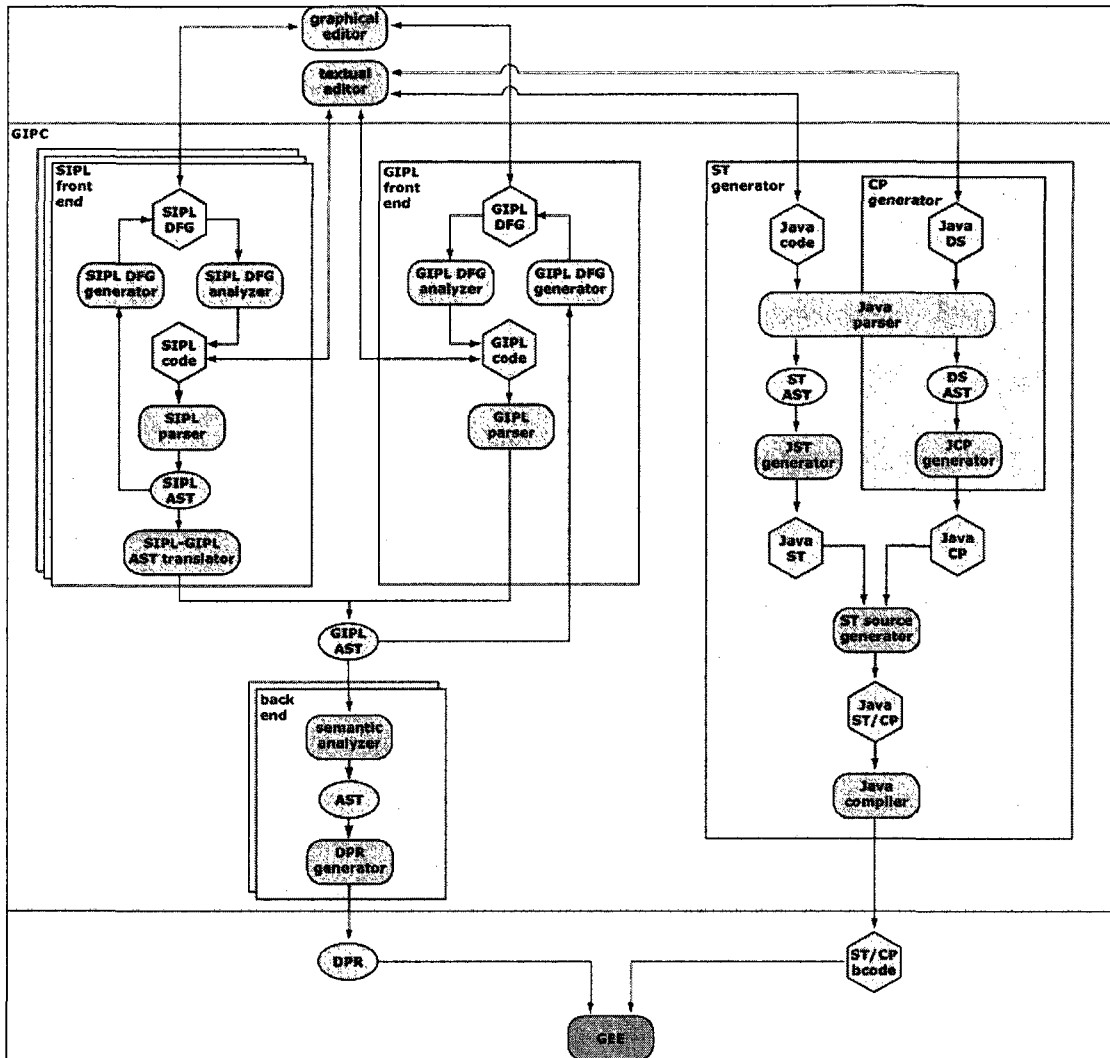 graphical
editor
textual
editor
GIPC
SIPL
front
end
SIPL
DFG
SIPL DFG
generator
SIPL DFG
analyzer
SIPL
code
SIPL
parser
SIPL
AST
SIPL-GIPL
AST translator
GIPL
front
end
GIPL
DFG
GIPL DFG
analyzer
GIPL DFG
generator
GIPL
code
GIPL
parser
GIPL
AST
back
end
semantic
analyzer
AST
DPR
generator
DPR
ST
generator
CP
generator
Java
code
Java
DS
Java
parser
ST
AST
DS
AST
JST
generator
JCP
generator
Java
ST
Java
CP
ST source
generator
Java
ST/CP
Java
compiler
ST/CP
bcode
GEE